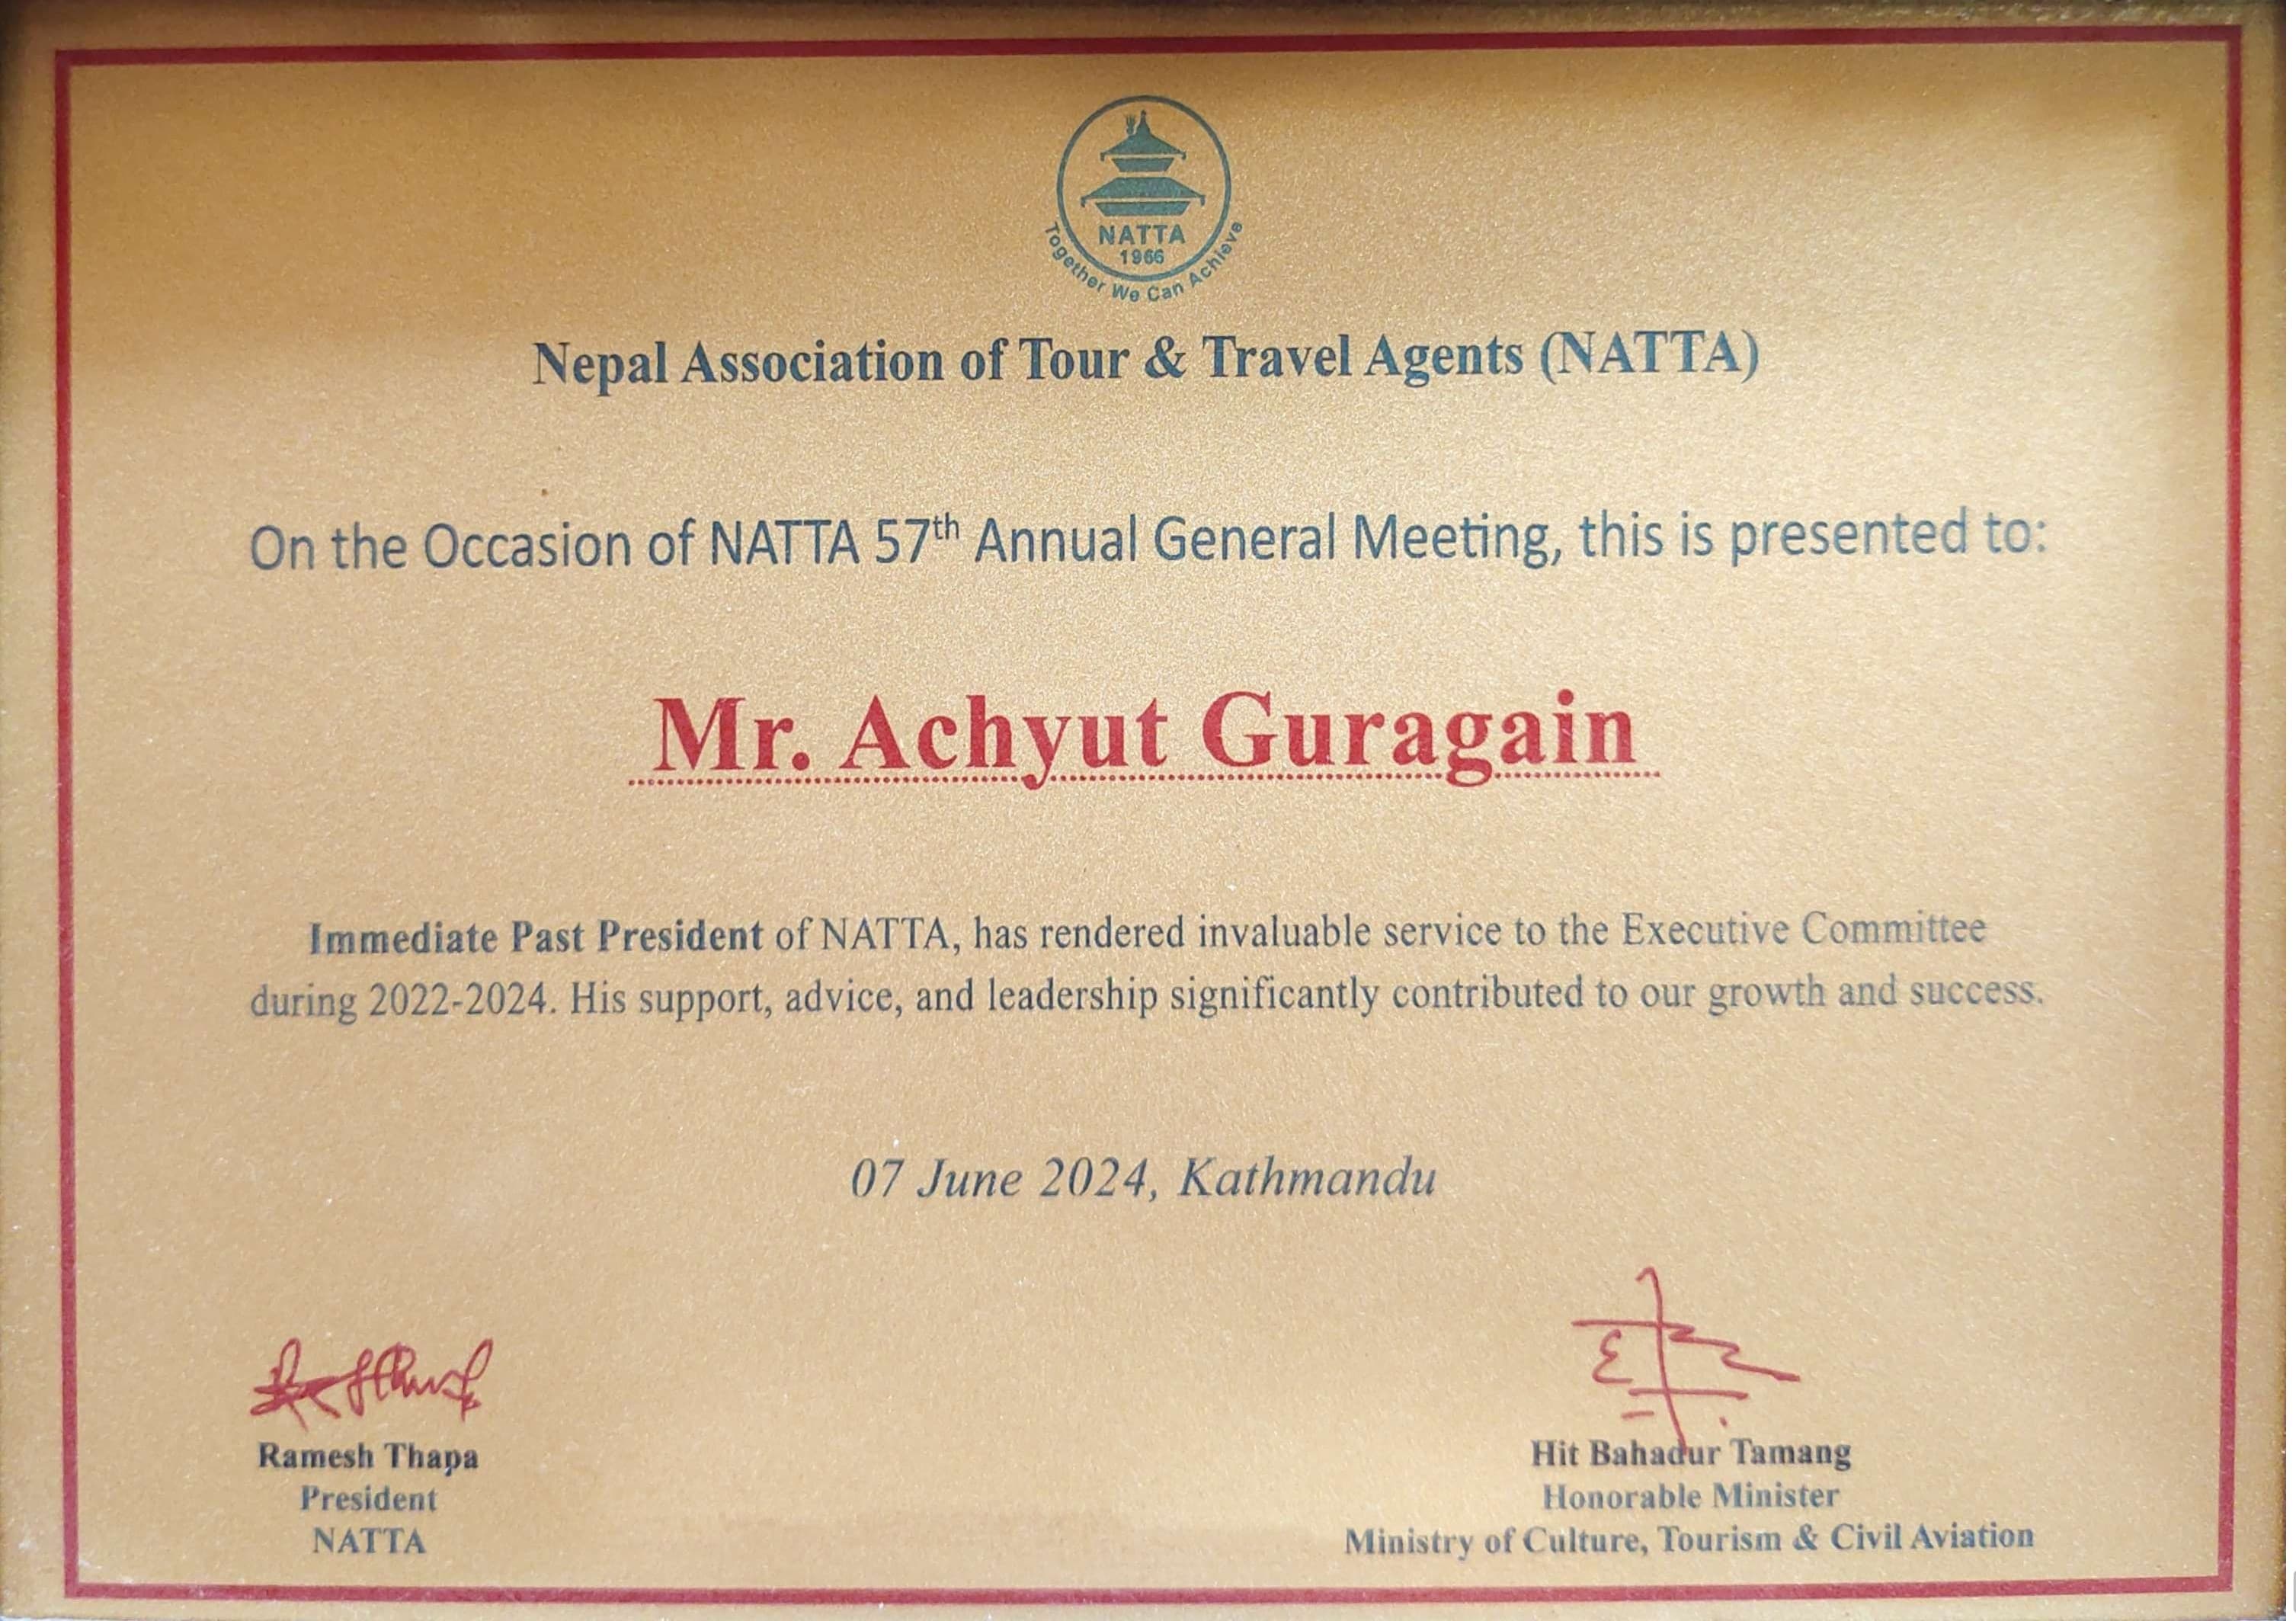 NATTA
1966
Together We Can Achieve
Nepal Association of Tour & Travel Agents (NATTA)
On the Occasion of NATTA 57th Annual General Meeting, this is presented to:
Mr. Achyut Guragain
Immediate Past President of NATTA, has rendered invaluable service to the Executive Committee
during 2022-2024. His support, advice, and leadership significantly contributed to our growth and success.
07 June 2024, Kathmandu
Ramesh Thapa
President
NATTA
Hit Bahadur Tamang
Honorable Minister
Ministry of Culture, Tourism & Civil Aviation